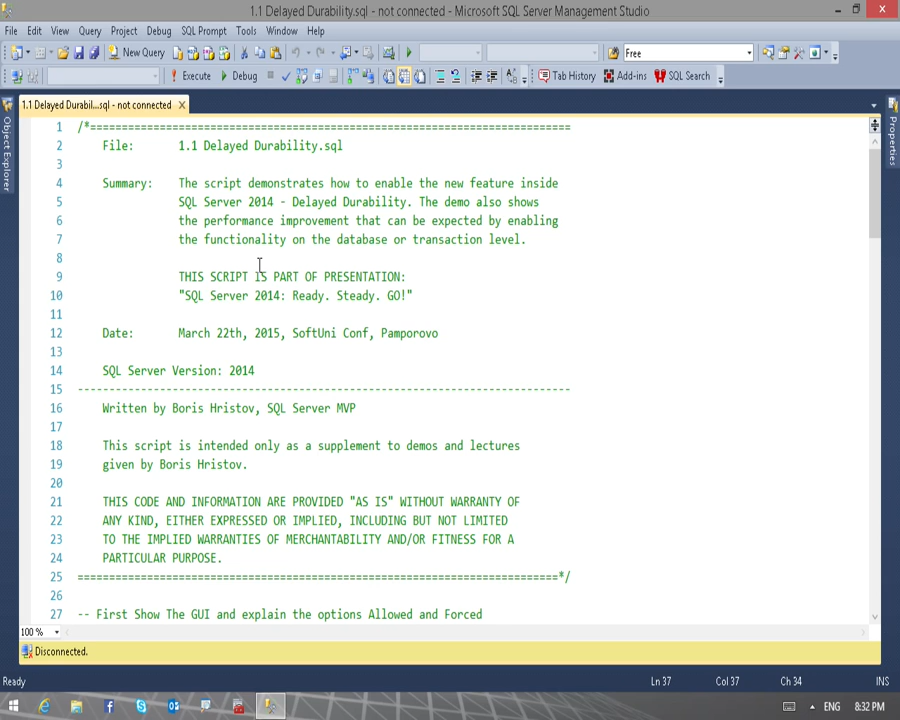 1.1 Delayed Durability.sql - not connected - Microsoft SQL Server Management Studio
File Edit View Query Project Debug SQL Prompt Tools Window Help
New Query Free
Execute Debug Tab History Add-ins SQL Search
Object Explorer
1.1 Delayed Durabil...sql - not connected
Properties
1 /*============================================================================
2 File: 1.1 Delayed Durability.sql
3
4 Summary: The script demonstrates how to enable the new feature inside
5 SQL Server 2014 - Delayed Durability. The demo also shows
6 the performance improvement that can be expected by enabling
7 the functionality on the database or transaction level.
8
9 THIS SCRIPT IS PART OF PRESENTATION:
10 "SQL Server 2014: Ready. Steady. GO!"
11
12 Date: March 22th, 2015, SoftUni Conf, Pamporovo
13
14 SQL Server Version: 2014
15 ------------------------------------------------------------------------------
16 Written by Boris Hristov, SQL Server MVP
17
18 This script is intended only as a supplement to demos and lectures
19 given by Boris Hristov.
20
21 THIS CODE AND INFORMATION ARE PROVIDED "AS IS" WITHOUT WARRANTY OF
22 ANY KIND, EITHER EXPRESSED OR IMPLIED, INCLUDING BUT NOT LIMITED
23 TO THE IMPLIED WARRANTIES OF MERCHANTABILITY AND/OR FITNESS FOR A
24 PARTICULAR PURPOSE.
25 ============================================================================*/
26
27 -- First Show The GUI and explain the options Allowed and Forced
100 %
Disconnected.
Ready Ln 37 Col 37 Ch 34 INS
ENG 8:32 PM